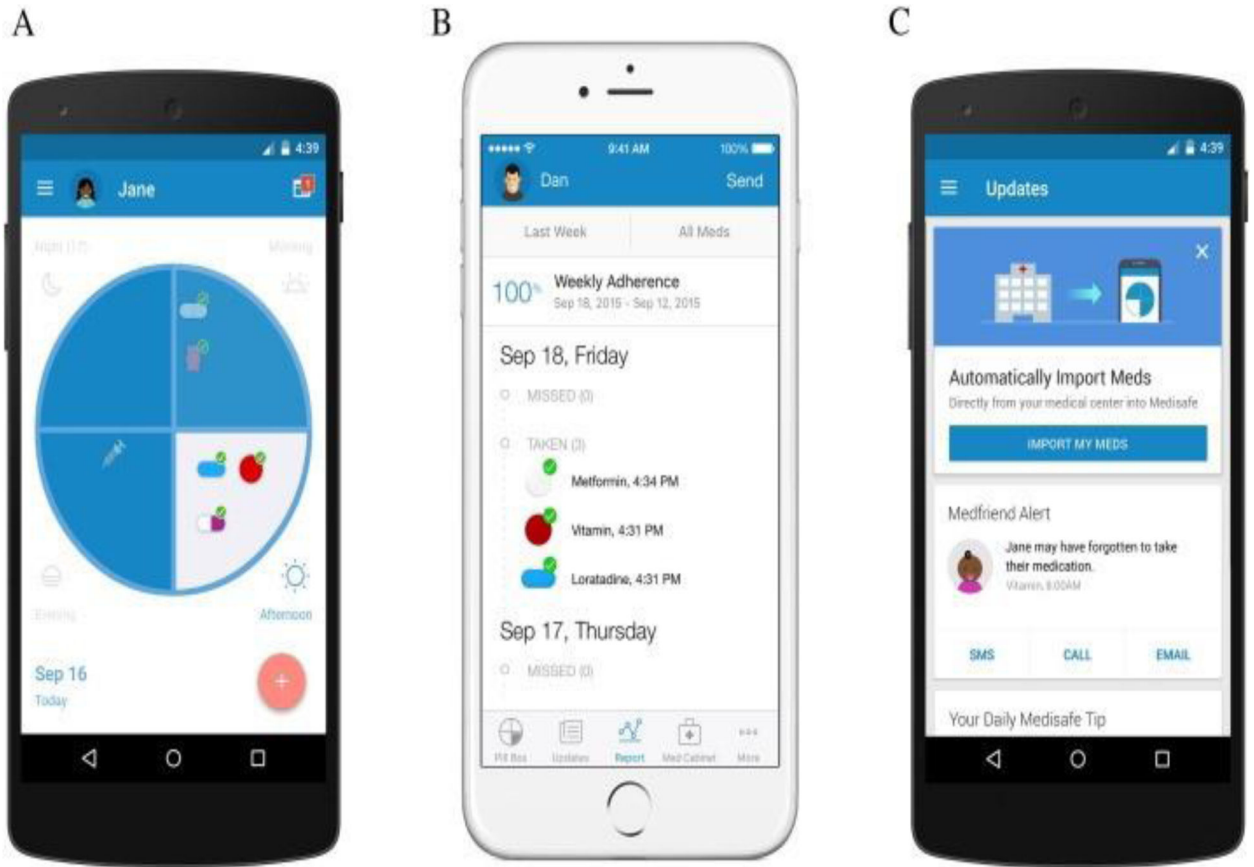 A
B
C
4:39
Jane
Night (12)
Morning
Evening
Afternoon
Sep 16
Today
+
9:41 AM
100%
Dan
Send
Last Week
All Meds
100%
Weekly Adherence
Sep 18, 2015 - Sep 12, 2015
Sep 18, Friday
MISSED (0)
TAKEN (3)
Metformin, 4:34 PM
Vitamin, 4:31 PM
Loratadine, 4:31 PM
Sep 17, Thursday
MISSED (0)
Pill Box
Updates
Report
Med Cabinet
More
4:39
Updates
Automatically Import Meds
Directly from your medical center into Medisafe
IMPORT MY MEDS
Medfriend Alert
Jane may have forgotten to take
their medication.
Vitamin, 8:00AM
SMS
CALL
EMAIL
Your Daily Medisafe Tip